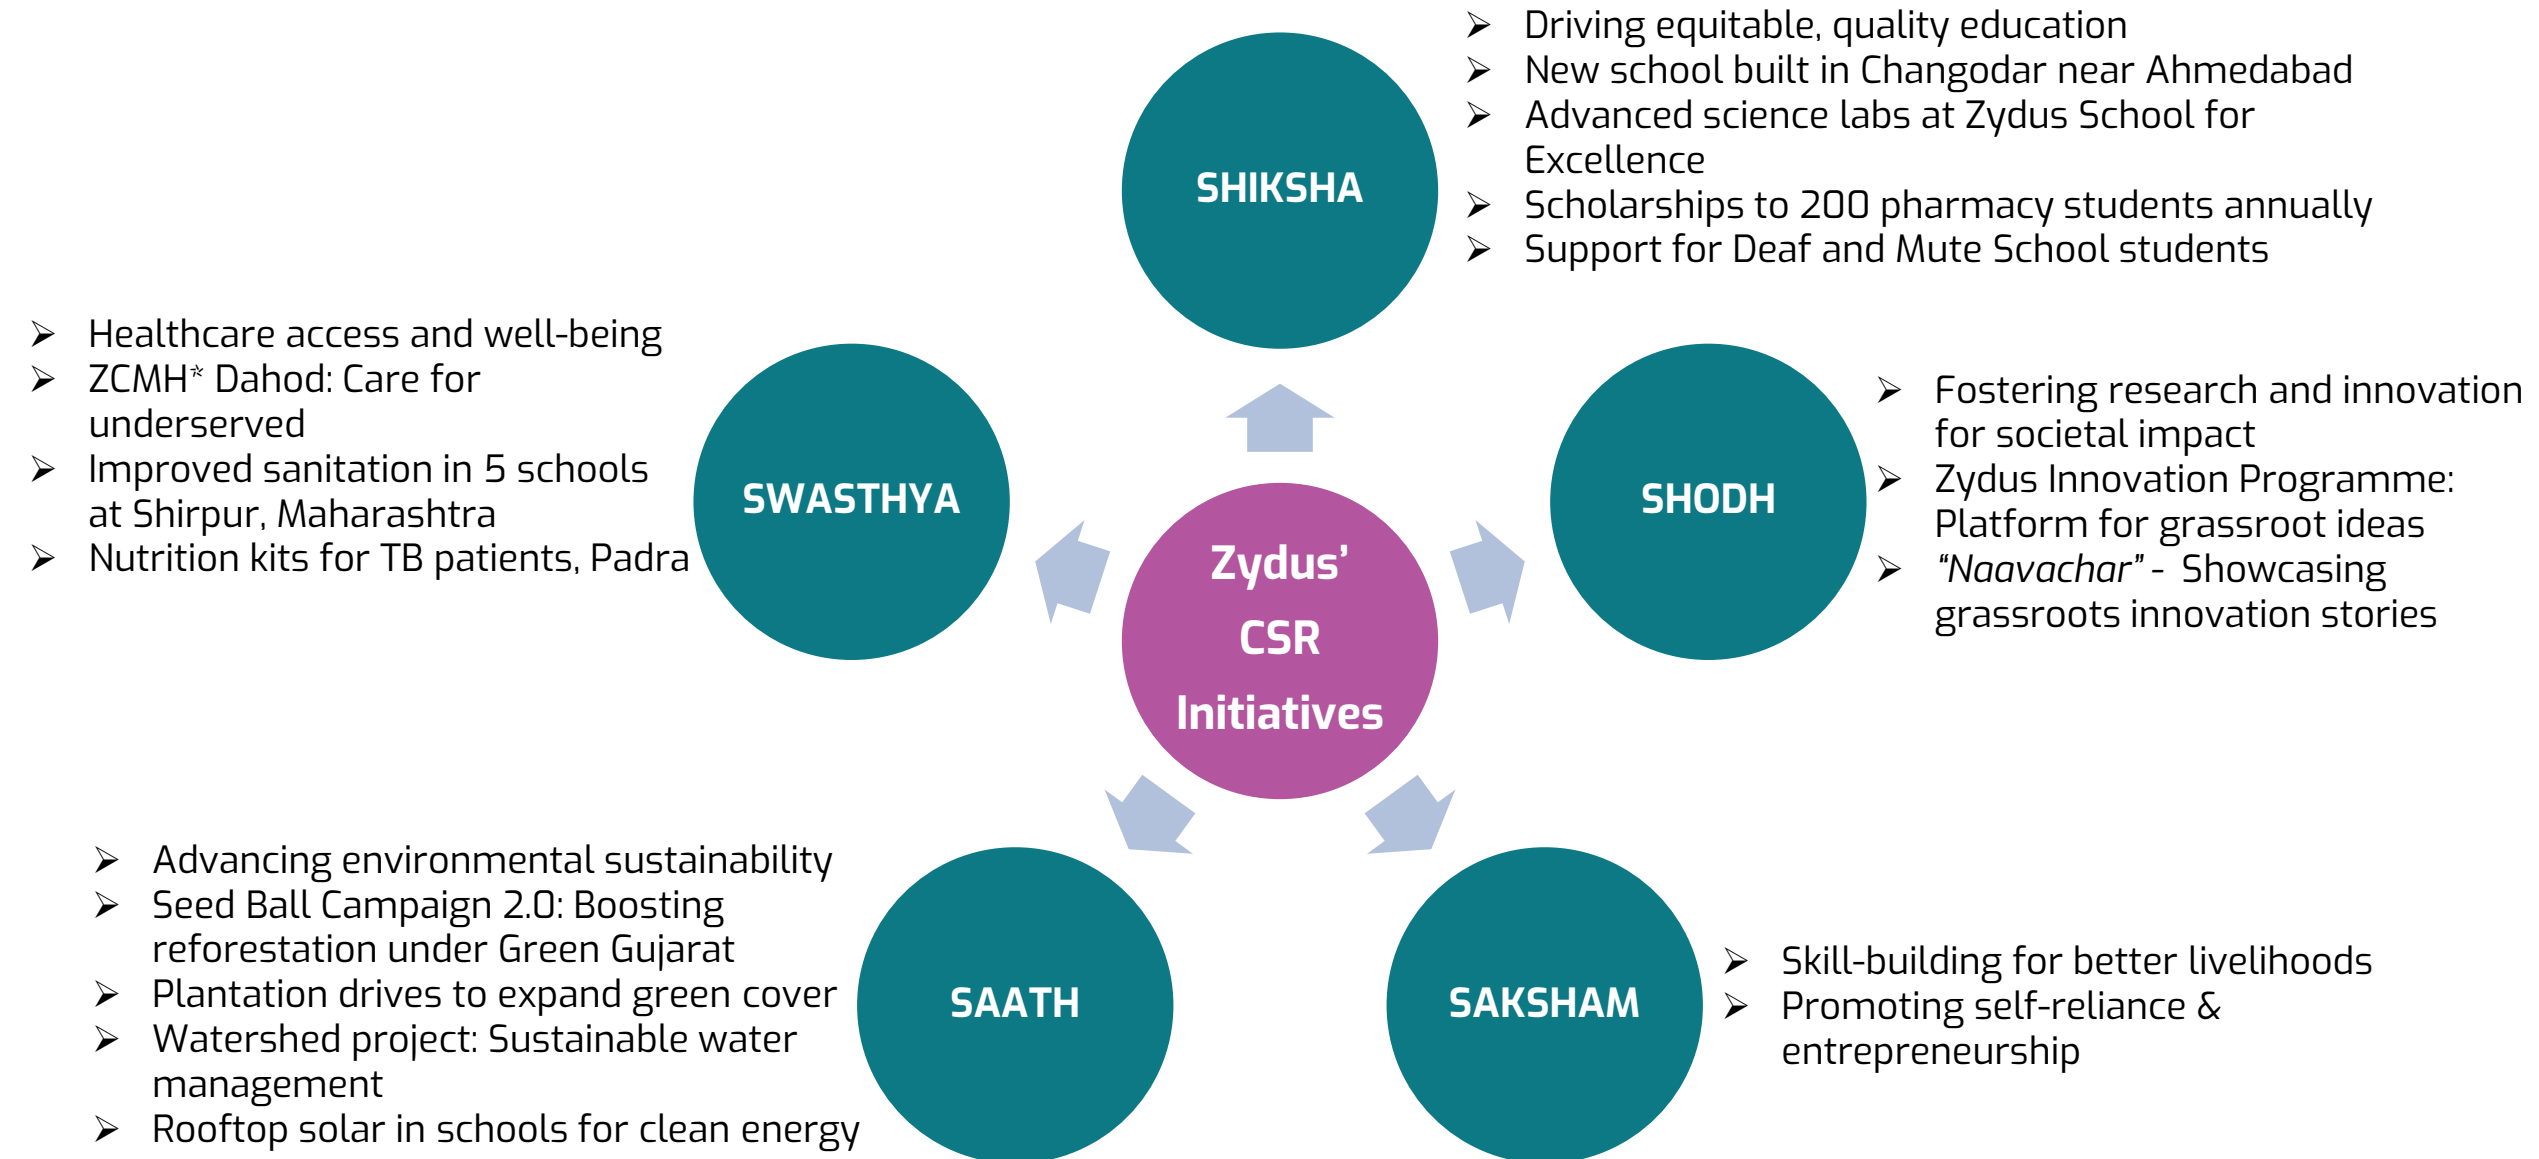 SHIKSHA
➢ Driving equitable, quality education
➢ New school built in Changodar near Ahmedabad
➢ Advanced science labs at Zydus School for
Excellence
➢ Scholarships to 200 pharmacy students annually
➢ Support for Deaf and Mute School students
SHODH
➢ Fostering research and innovation
for societal impact
➢ Zydus Innovation Programme:
Platform for grassroot ideas
➢ “Naavachar” - Showcasing
grassroots innovation stories
SAKSHAM
➢ Skill-building for better livelihoods
➢ Promoting self-reliance &
entrepreneurship
SAATH
➢ Advancing environmental sustainability
➢ Seed Ball Campaign 2.0: Boosting
reforestation under Green Gujarat
➢ Plantation drives to expand green cover
➢ Watershed project: Sustainable water
management
➢ Rooftop solar in schools for clean energy
SWASTHYA
➢ Healthcare access and well-being
➢ ZCMH* Dahod: Care for
underserved
➢ Improved sanitation in 5 schools
at Shirpur, Maharashtra
➢ Nutrition kits for TB patients, Padra
Zydus’
CSR
Initiatives